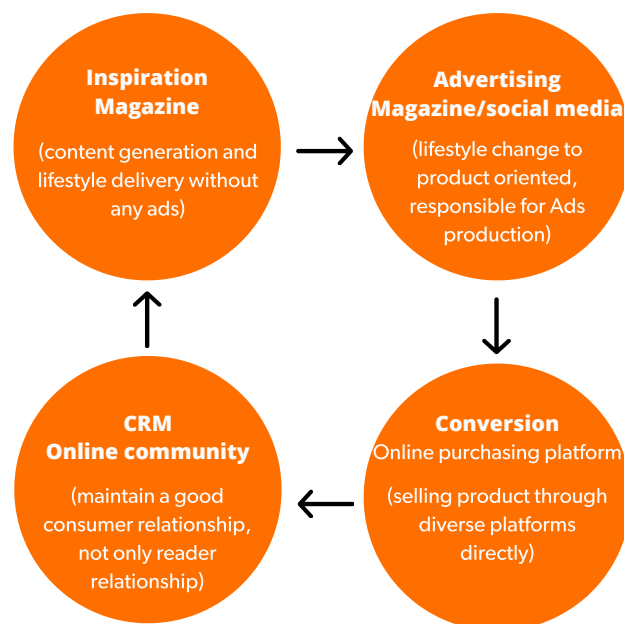 Inspiration
Magazine
(content generation and
lifestyle delivery without
any ads)
Advertising
Magazine/social media
(lifestyle change to
product oriented,
responsible for Ads
production)
CRM
Online community
(maintain a good
consumer relationship,
not only reader
relationship)
Conversion
Online purchasing platform
(selling product through
diverse platforms
directly)